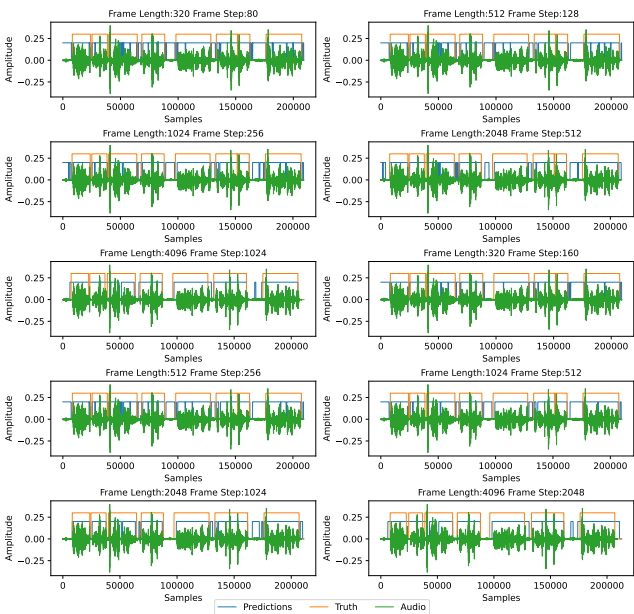 Frame Length:320 Frame Step:80
Frame Length:512 Frame Step:128
Amplitude
0.25
0.00
−0.25
0
50000
100000
150000
200000
Samples
Amplitude
0.25
0.00
−0.25
0
50000
100000
150000
200000
Samples
Frame Length:1024 Frame Step:256
Frame Length:2048 Frame Step:512
Amplitude
0.25
0.00
−0.25
0
50000
100000
150000
200000
Samples
Amplitude
0.25
0.00
−0.25
0
50000
100000
150000
200000
Samples
Frame Length:4096 Frame Step:1024
Frame Length:320 Frame Step:160
Amplitude
0.25
0.00
−0.25
0
50000
100000
150000
200000
Samples
Amplitude
0.25
0.00
−0.25
0
50000
100000
150000
200000
Samples
Frame Length:512 Frame Step:256
Frame Length:1024 Frame Step:512
Amplitude
0.25
0.00
−0.25
0
50000
100000
150000
200000
Samples
Amplitude
0.25
0.00
−0.25
0
50000
100000
150000
200000
Samples
Frame Length:2048 Frame Step:1024
Frame Length:4096 Frame Step:2048
Amplitude
0.25
0.00
−0.25
0
50000
100000
150000
200000
Samples
Amplitude
0.25
0.00
−0.25
0
50000
100000
150000
200000
Samples
Predictions Truth Audio